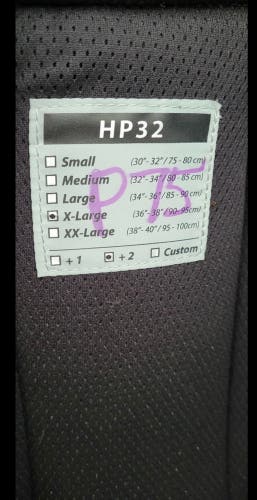 HP32
Small (30"- 32"/ 75 - 80 cm)
Medium (32"- 34"/ 80 - 85 cm)
Large (34"- 36"/ 85 - 90 cm)
X-Large (36"- 38"/ 90- 95cm)
XX-Large (38"- 40"/ 95 - 100cm)
+ 1 + 2 Custom
P 15